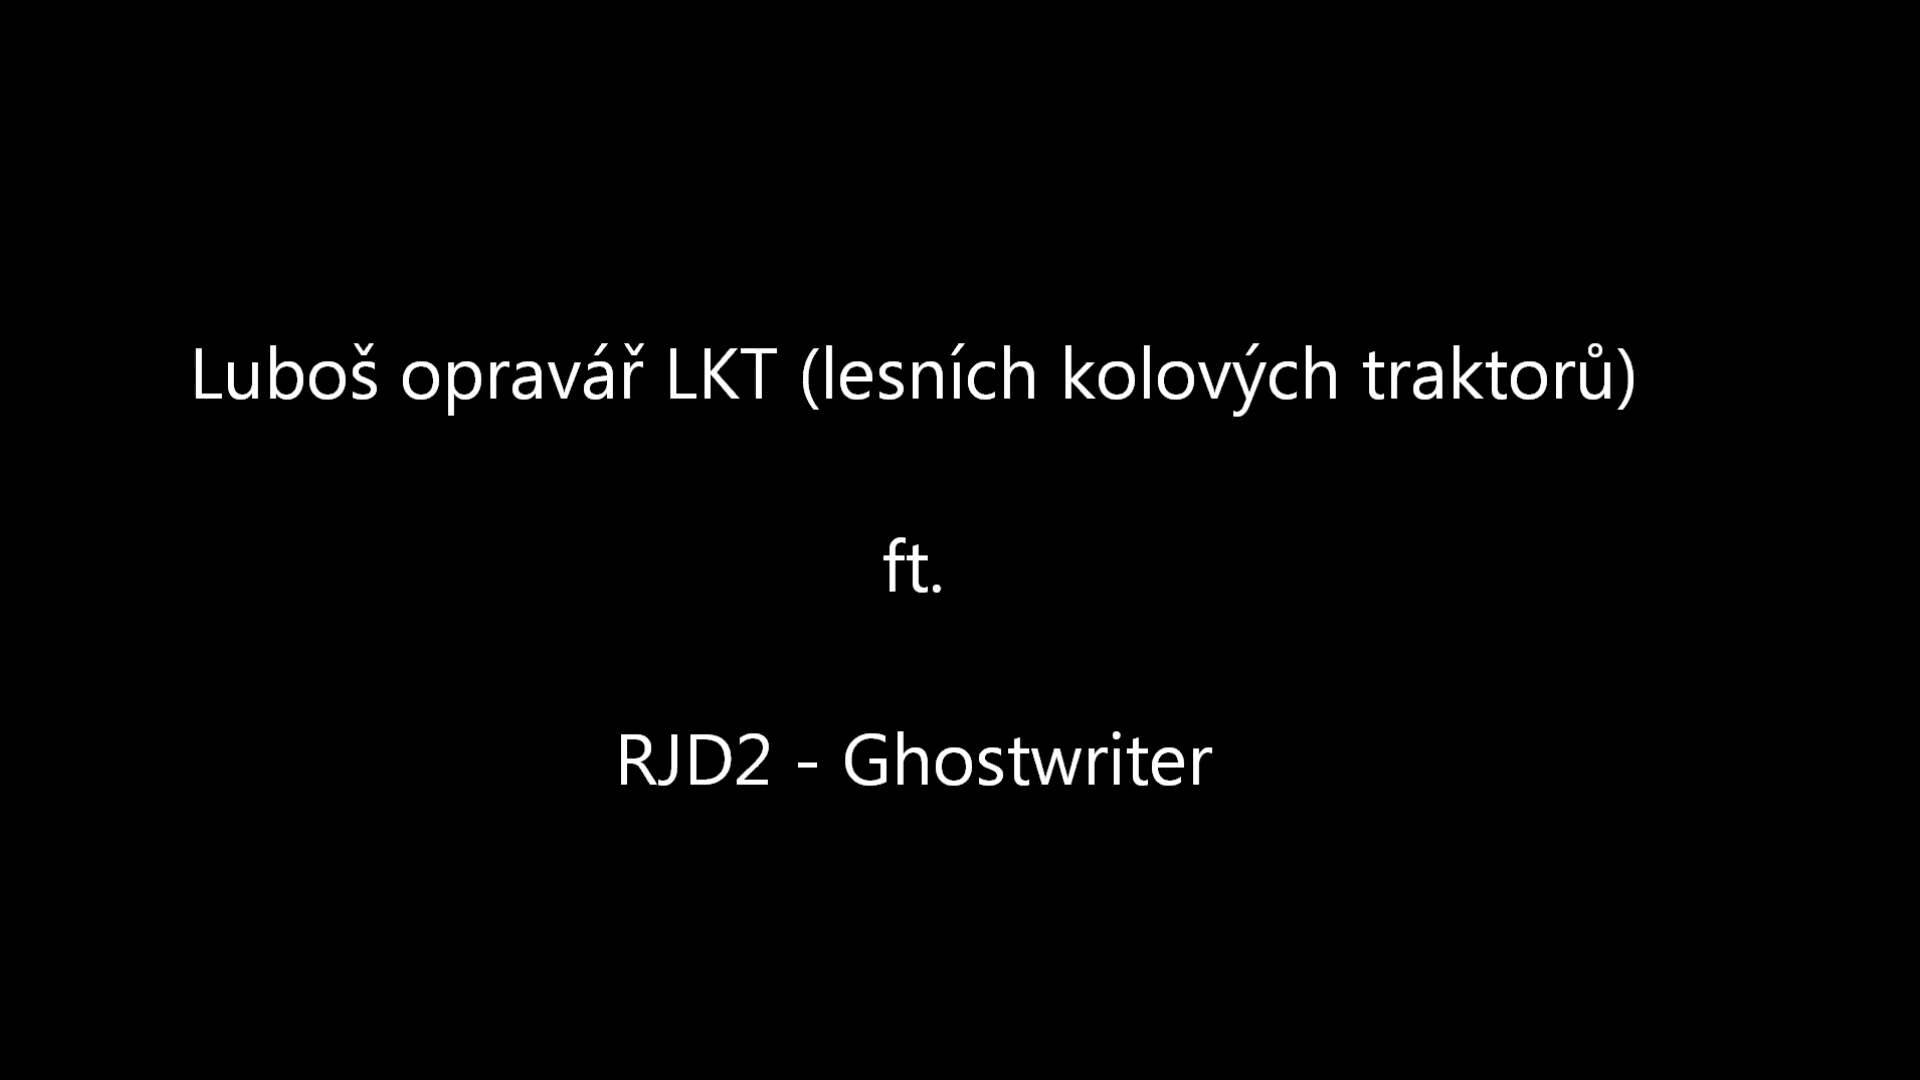 Luboš opravář LKT (lesních kolových traktorů)
ft.
RJD2 - Ghostwriter